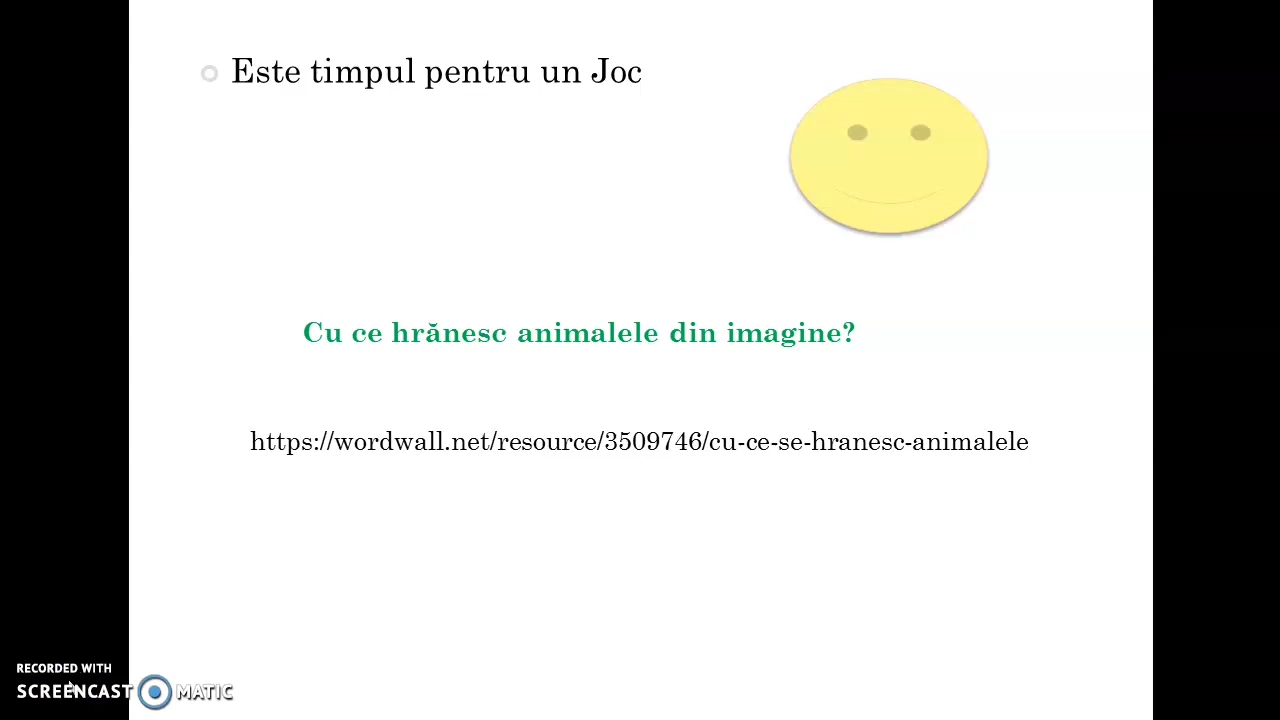 Este timpul pentru un Joc
Cu ce hrănesc animalele din imagine?
https://wordwall.net/resource/3509746/cu-ce-se-hranesc-animalele
RECORDED WITH
SCREENCAST MATIC